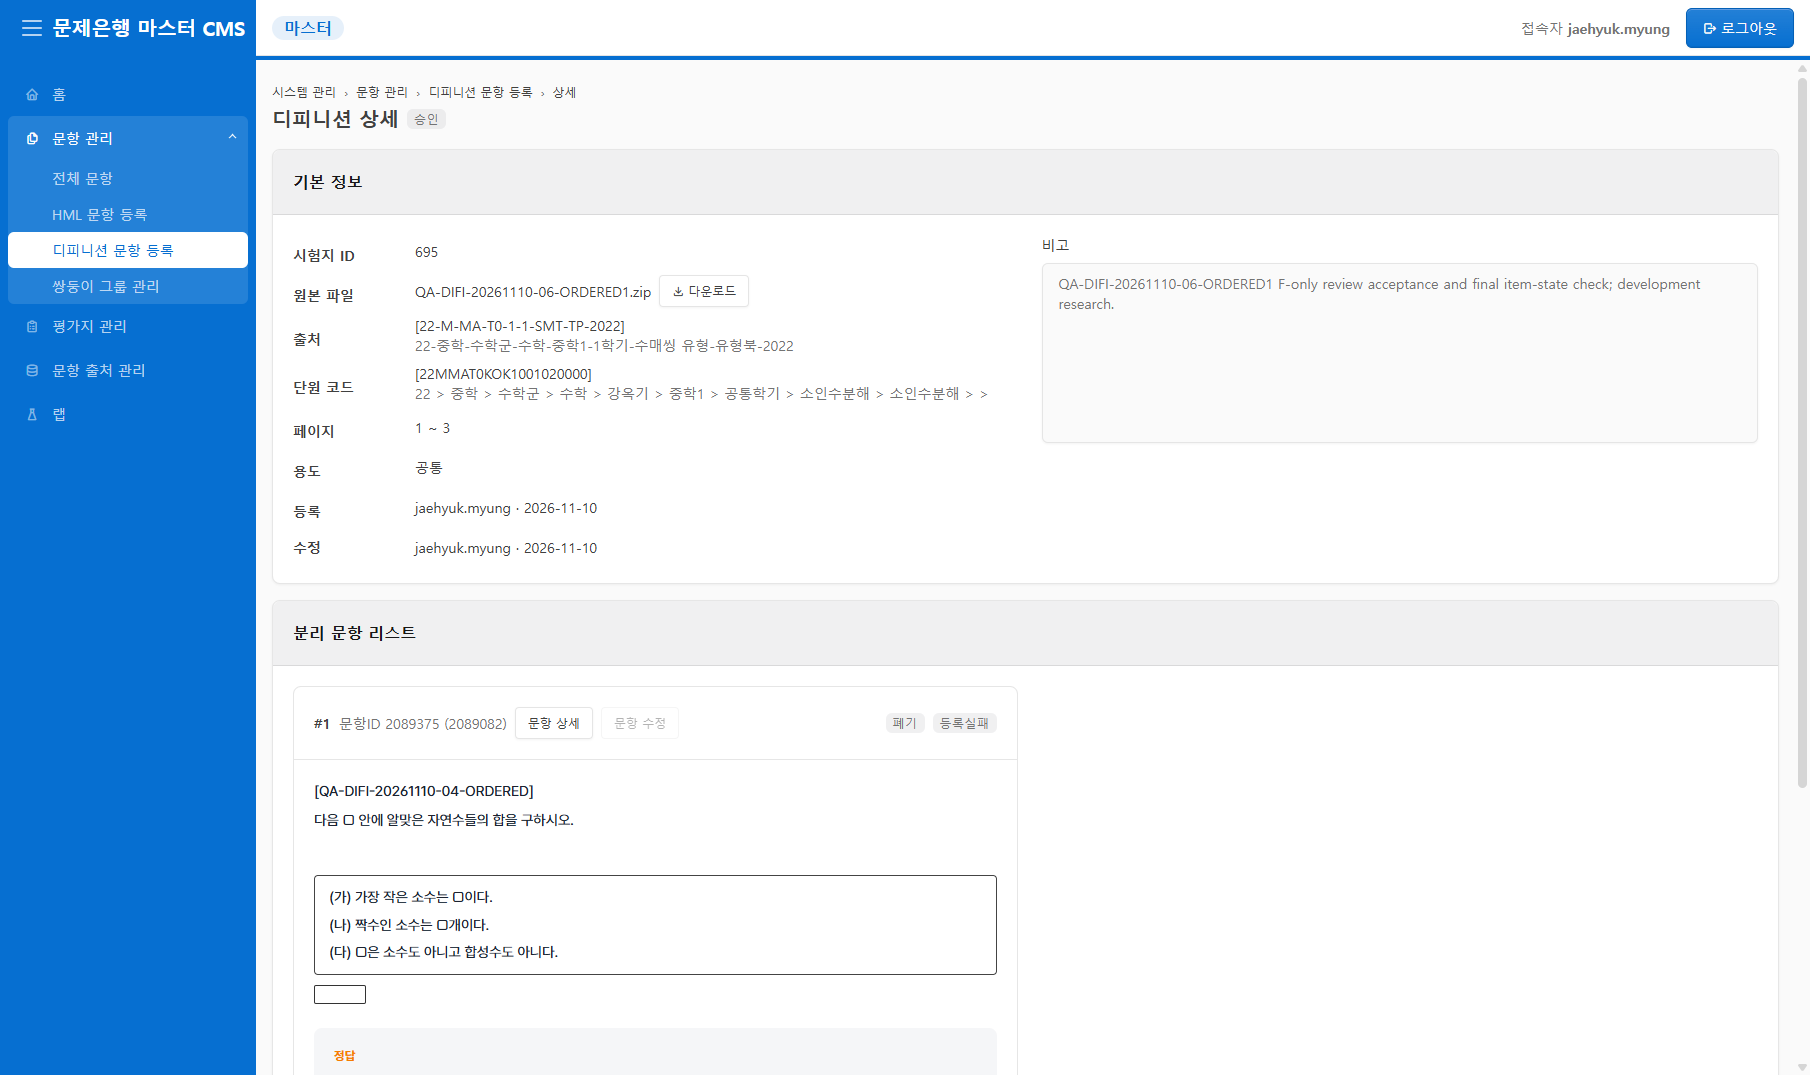 문제은행 마스터 CMS
마스터
접속자 jaehyuk.myung
로그아웃
홈
문항 관리
전체 문항
HML 문항 등록
디피니션 문항 등록
쌍둥이 그룹 관리
평가지 관리
문항 출처 관리
랩
시스템 관리 › 문항 관리 › 디피니션 문항 등록 › 상세
디피니션 상세 승인
기본 정보
시험지 ID 695
원본 파일 QA-DIFI-20261110-06-ORDERED1.zip 다운로드
출처 [22-M-MA-T0-1-1-SMT-TP-2022]
22-중학-수학군-수학-중학1-1학기-수매씽 유형-유형북-2022
단원 코드 [22MMAT0KOK1001020000]
22 > 중학 > 수학군 > 수학 > 강옥기 > 중학1 > 공통학기 > 소인수분해 > 소인수분해 > >
페이지 1 ~ 3
용도 공통
등록 jaehyuk.myung · 2026-11-10
수정 jaehyuk.myung · 2026-11-10
비고
QA-DIFI-20261110-06-ORDERED1 F-only review acceptance and final item-state check; development
research.
분리 문항 리스트
#1 문항ID 2089375 (2089082) 문항 상세 문항 수정 폐기 등록실패
[QA-DIFI-20261110-04-ORDERED]
다음 □ 안에 알맞은 자연수들의 합을 구하시오.
(가) 가장 작은 소수는 □이다.
(나) 짝수인 소수는 □개이다.
(다) □은 소수도 아니고 합성수도 아니다.
정답